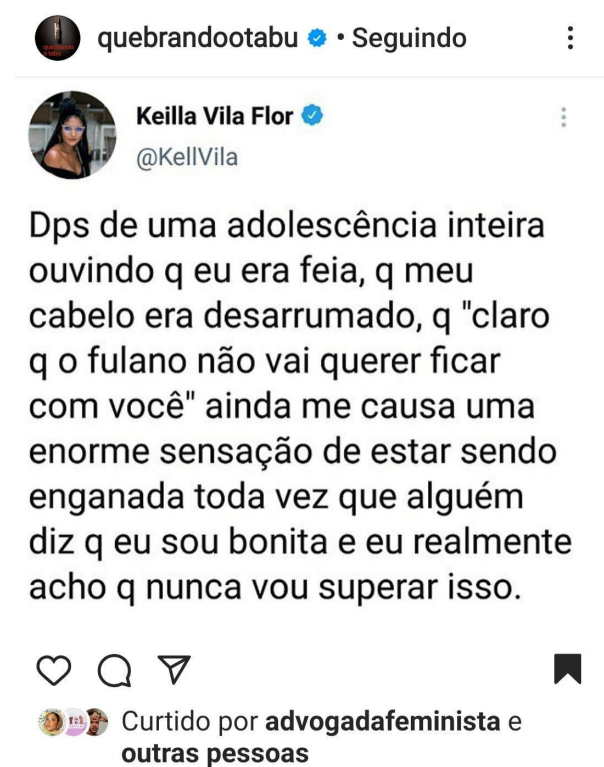 quebrandootabu • Seguindo
Keilla Vila Flor
@KellVila
Dps de uma adolescência inteira
ouvindo q eu era feia, q meu
cabelo era desarrumado, q "claro
q o fulano não vai querer ficar
com você" ainda me causa uma
enorme sensação de estar sendo
enganada toda vez que alguém
diz q eu sou bonita e eu realmente
acho q nunca vou superar isso.
Curtido por advogadafeminista e
outras pessoas